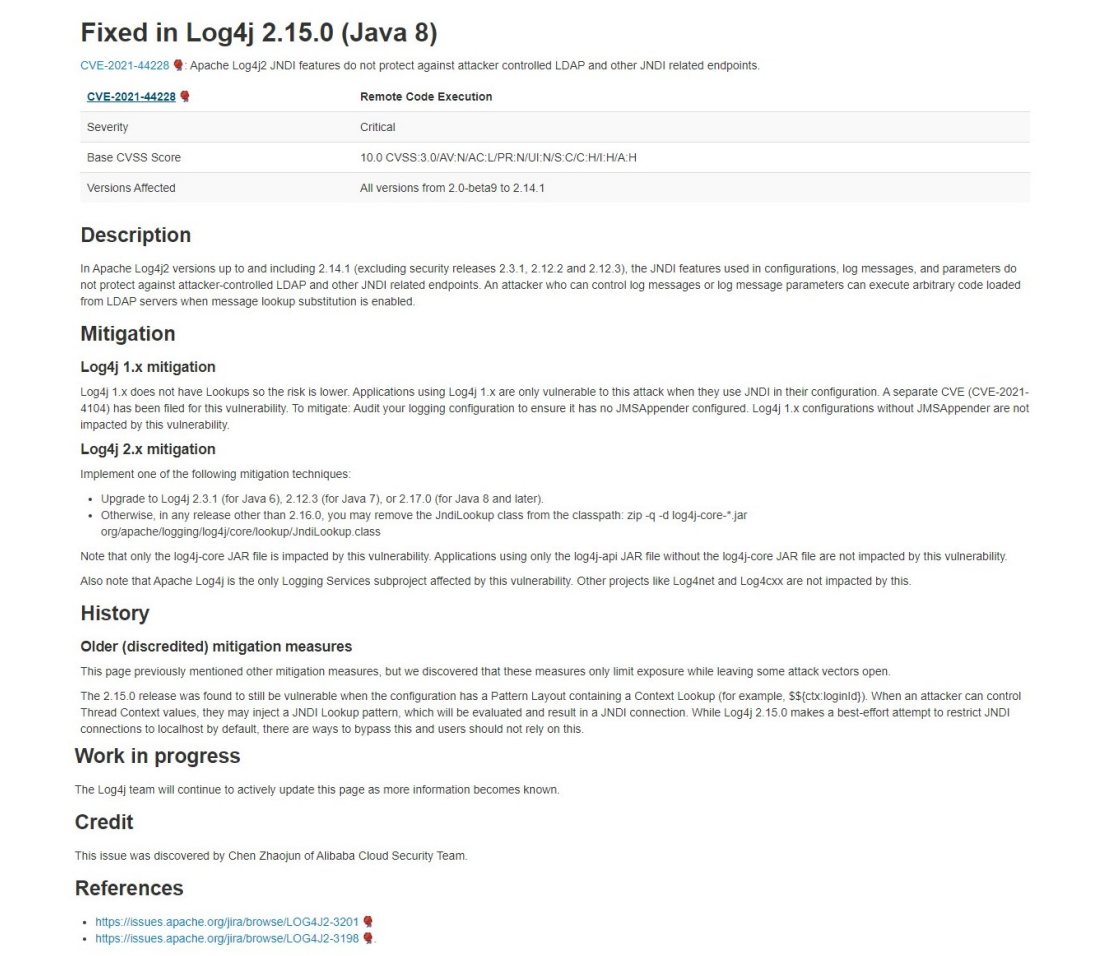 Fixed in Log4j 2.15.0 (Java 8)
CVE-2021-44228 : Apache Log4j2 JNDI features do not protect against attacker controlled LDAP and other JNDI related endpoints.
CVE-2021-44228 Remote Code Execution
Severity Critical
Base CVSS Score 10.0 CVSS:3.0/AV:N/AC:L/PR:N/UI:N/S:C/C:H/I:H/A:H
Versions Affected All versions from 2.0-beta9 to 2.14.1
Description
In Apache Log4j2 versions up to and including 2.14.1 (excluding security releases 2.3.1, 2.12.2 and 2.12.3), the JNDI features used in configurations, log messages, and parameters do
not protect against attacker-controlled LDAP and other JNDI related endpoints. An attacker who can control log messages or log message parameters can execute arbitrary code loaded
from LDAP servers when message lookup substitution is enabled.
Mitigation
Log4j 1.x mitigation
Log4j 1.x does not have Lookups so the risk is lower. Applications using Log4j 1.x are only vulnerable to this attack when they use JNDI in their configuration. A separate CVE (CVE-2021-
4104) has been filed for this vulnerability. To mitigate: Audit your logging configuration to ensure it has no JMSAppender configured. Log4j 1.x configurations without JMSAppender are not
impacted by this vulnerability.
Log4j 2.x mitigation
Implement one of the following mitigation techniques:
• Upgrade to Log4j 2.3.1 (for Java 6), 2.12.3 (for Java 7), or 2.17.0 (for Java 8 and later).
• Otherwise, in any release other than 2.16.0, you may remove the JndiLookup class from the classpath: zip -q -d log4j-core-*.jar
org/apache/logging/log4j/core/lookup/JndiLookup.class
Note that only the log4j-core JAR file is impacted by this vulnerability. Applications using only the log4j-api JAR file without the log4j-core JAR file are not impacted by this vulnerability.
Also note that Apache Log4j is the only Logging Services subproject affected by this vulnerability. Other projects like Log4net and Log4cxx are not impacted by this.
History
Older (discredited) mitigation measures
This page previously mentioned other mitigation measures, but we discovered that these measures only limit exposure while leaving some attack vectors open.
The 2.15.0 release was found to still be vulnerable when the configuration has a Pattern Layout containing a Context Lookup (for example, $${ctx:loginId}). When an attacker can control
Thread Context values, they may inject a JNDI Lookup pattern, which will be evaluated and result in a JNDI connection. While Log4j 2.15.0 makes a best-effort attempt to restrict JNDI
connections to localhost by default, there are ways to bypass this and users should not rely on this.
Work in progress
The Log4j team will continue to actively update this page as more information becomes known.
Credit
This issue was discovered by Chen Zhaojun of Alibaba Cloud Security Team.
References
• https://issues.apache.org/jira/browse/LOG4J2-3201
• https://issues.apache.org/jira/browse/LOG4J2-3198 .